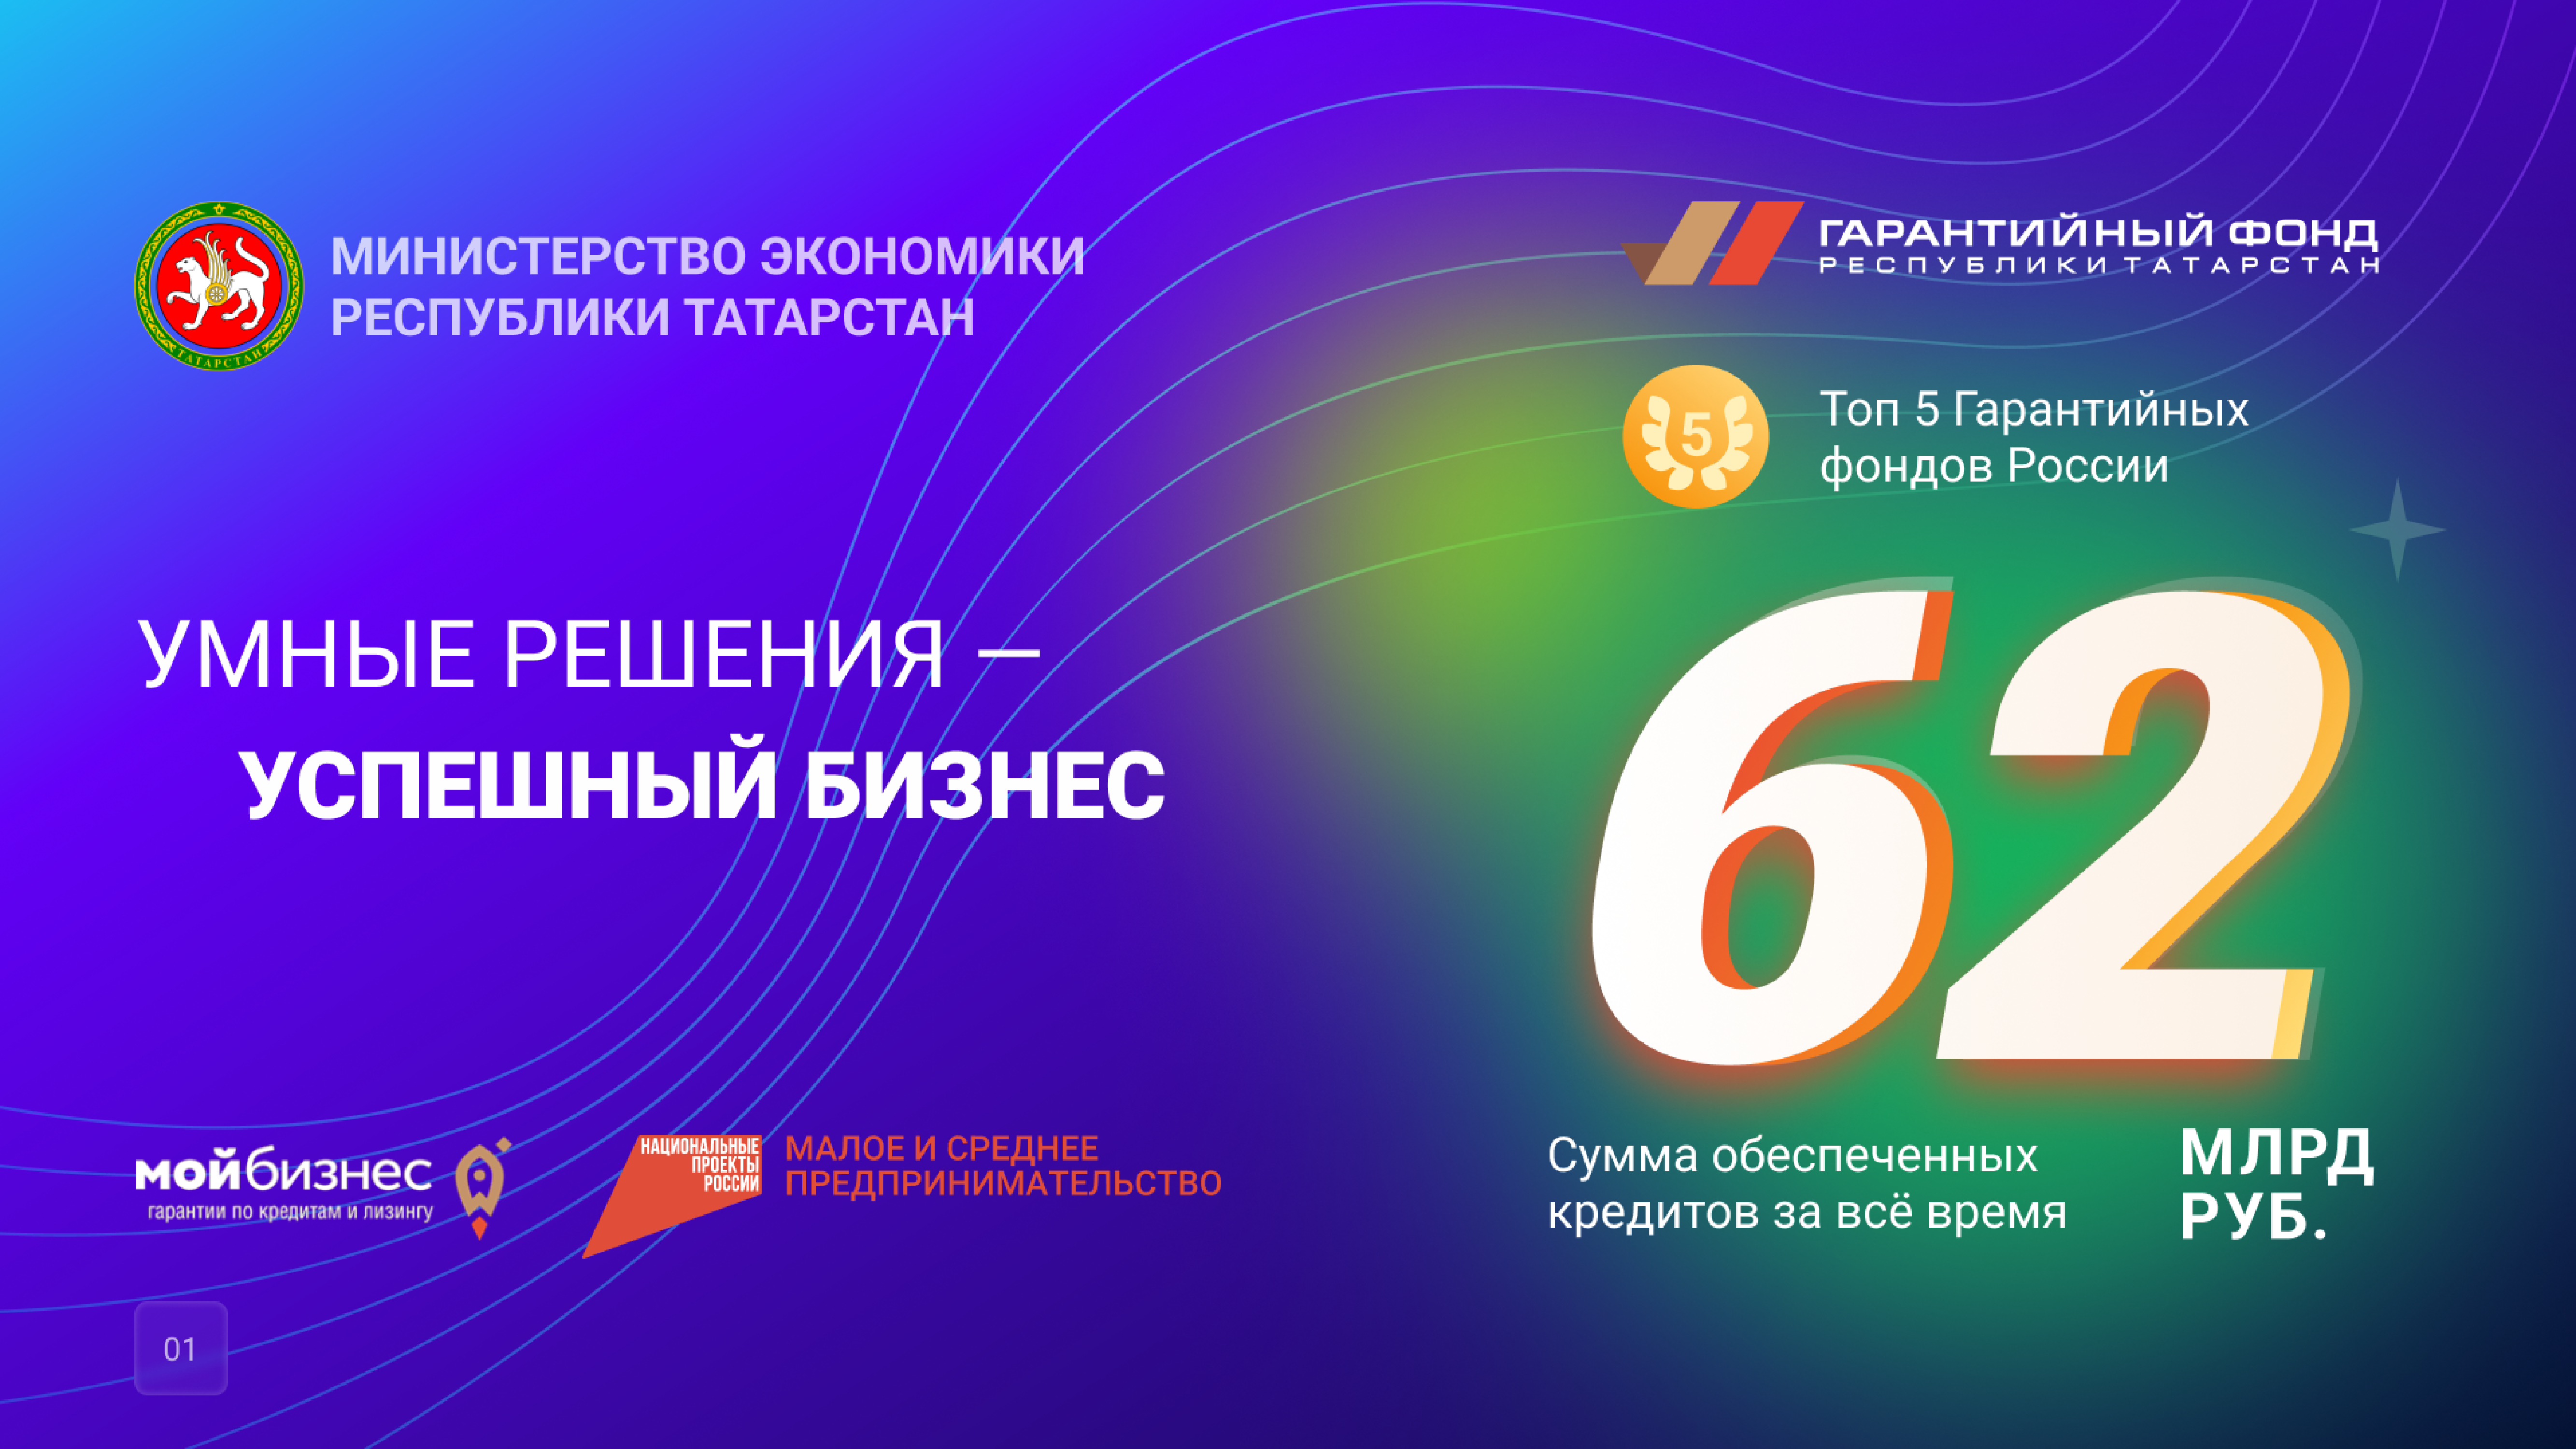 МИНИСТЕРСТВО ЭКОНОМИКИ
РЕСПУБЛИКИ ТАТАРСТАН
ТАТАРСТАН
ГАРАНТИЙНЫЙ ФОНД
РЕСПУБЛИКИ ТАТАРСТАН
5
Топ 5 Гарантийных
фондов России
УМНЫЕ РЕШЕНИЯ —
УСПЕШНЫЙ БИЗНЕС
62
МЛРД
РУБ.
Сумма обеспеченных
кредитов за всё время
мойбизнес
гарантии по кредитам и лизингу
НАЦИОНАЛЬНЫЕ
ПРОЕКТЫ
РОССИИ
МАЛОЕ И СРЕДНЕЕ
ПРЕДПРИНИМАТЕЛЬСТВО
01